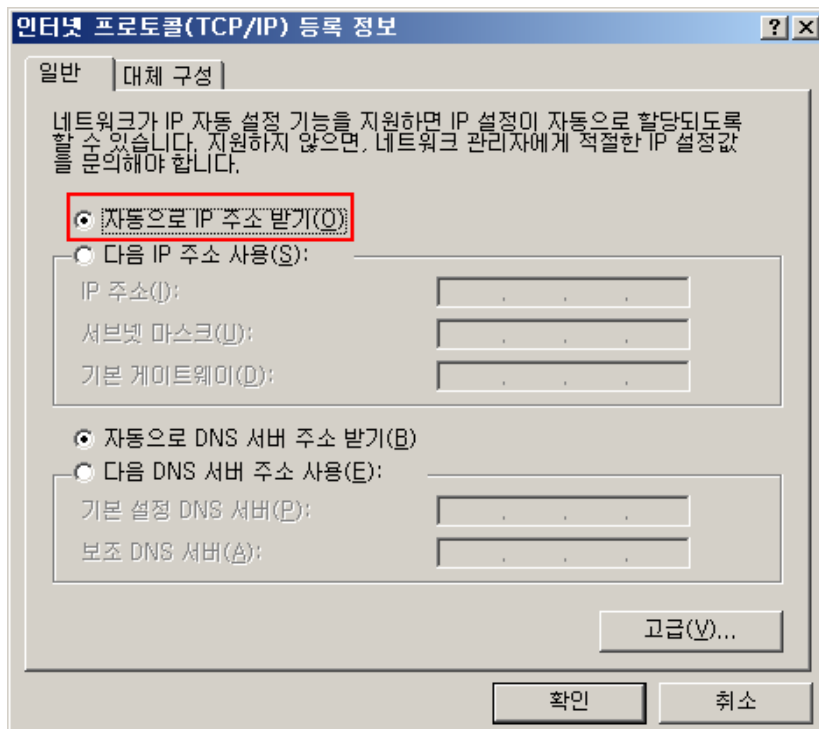 인터넷 프로토콜(TCP/IP) 등록 정보
일반
대체 구성
네트워크가 IP 자동 설정 기능을 지원하면 IP 설정이 자동으로 할당되도록
할 수 있습니다. 지원하지 않으면, 네트워크 관리자에게 적절한 IP 설정값
을 문의해야 합니다.
자동으로 IP 주소 받기(O)
다음 IP 주소 사용(S):
IP 주소(I):
서브넷 마스크(U):
기본 게이트웨이(D):
자동으로 DNS 서버 주소 받기(B)
다음 DNS 서버 주소 사용(E):
기본 설정 DNS 서버(P):
보조 DNS 서버(A):
고급(V)...
확인
취소